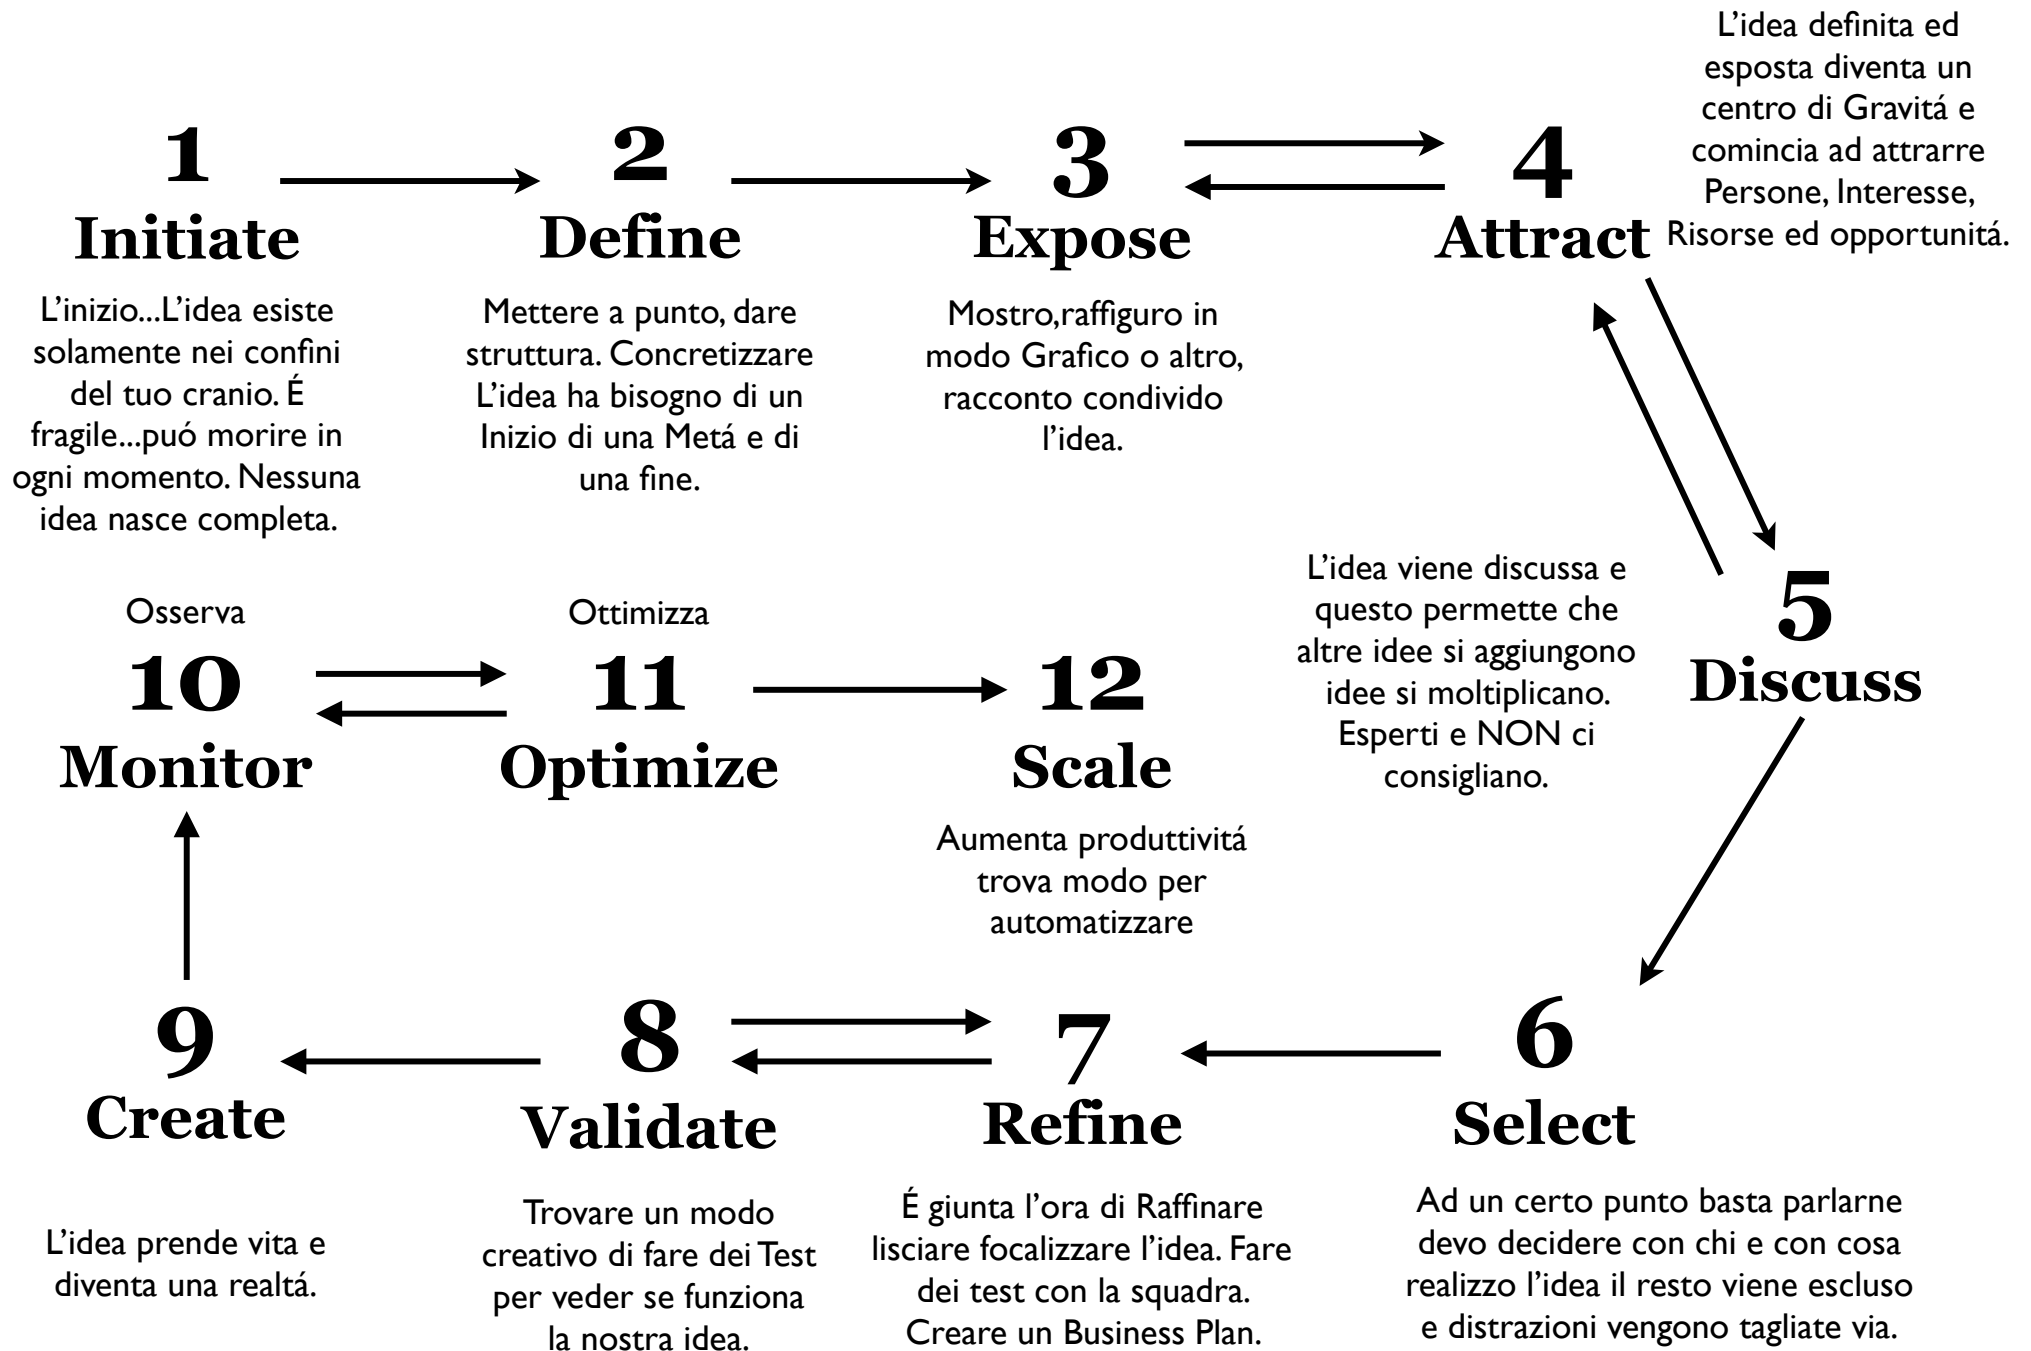 1
Initiate
L’inizio...L’idea esiste
solamente nei confini
del tuo cranio. É
fragile...puó morire in
ogni momento. Nessuna
idea nasce completa.
2
Define
Mettere a punto, dare
struttura. Concretizzare
L’idea ha bisogno di un
Inizio di una Metá e di
una fine.
3
Expose
Mostro,raffiguro in
modo Grafico o altro,
racconto condivido
l’idea.
4
Attract
L’idea definita ed
esposta diventa un
centro di Gravitá e
comincia ad attrarre
Persone, Interesse,
Risorse ed opportunitá.
5
Discuss
L’idea viene discussa e
questo permette che
altre idee si aggiungono
idee si moltiplicano.
Esperti e NON ci
consigliano.
6
Select
Ad un certo punto basta parlarne
devo decidere con chi e con cosa
realizzo l’idea il resto viene escluso
e distrazioni vengono tagliate via.
7
Refine
É giunta l’ora di Raffinare
lisciare focalizzare l’idea. Fare
dei test con la squadra.
Creare un Business Plan.
8
Validate
Trovare un modo
creativo di fare dei Test
per veder se funziona
la nostra idea.
9
Create
L’idea prende vita e
diventa una realtá.
Osserva
10
Monitor
Ottimizza
11
Optimize
12
Scale
Aumenta produttivitá
trova modo per
automatizzare